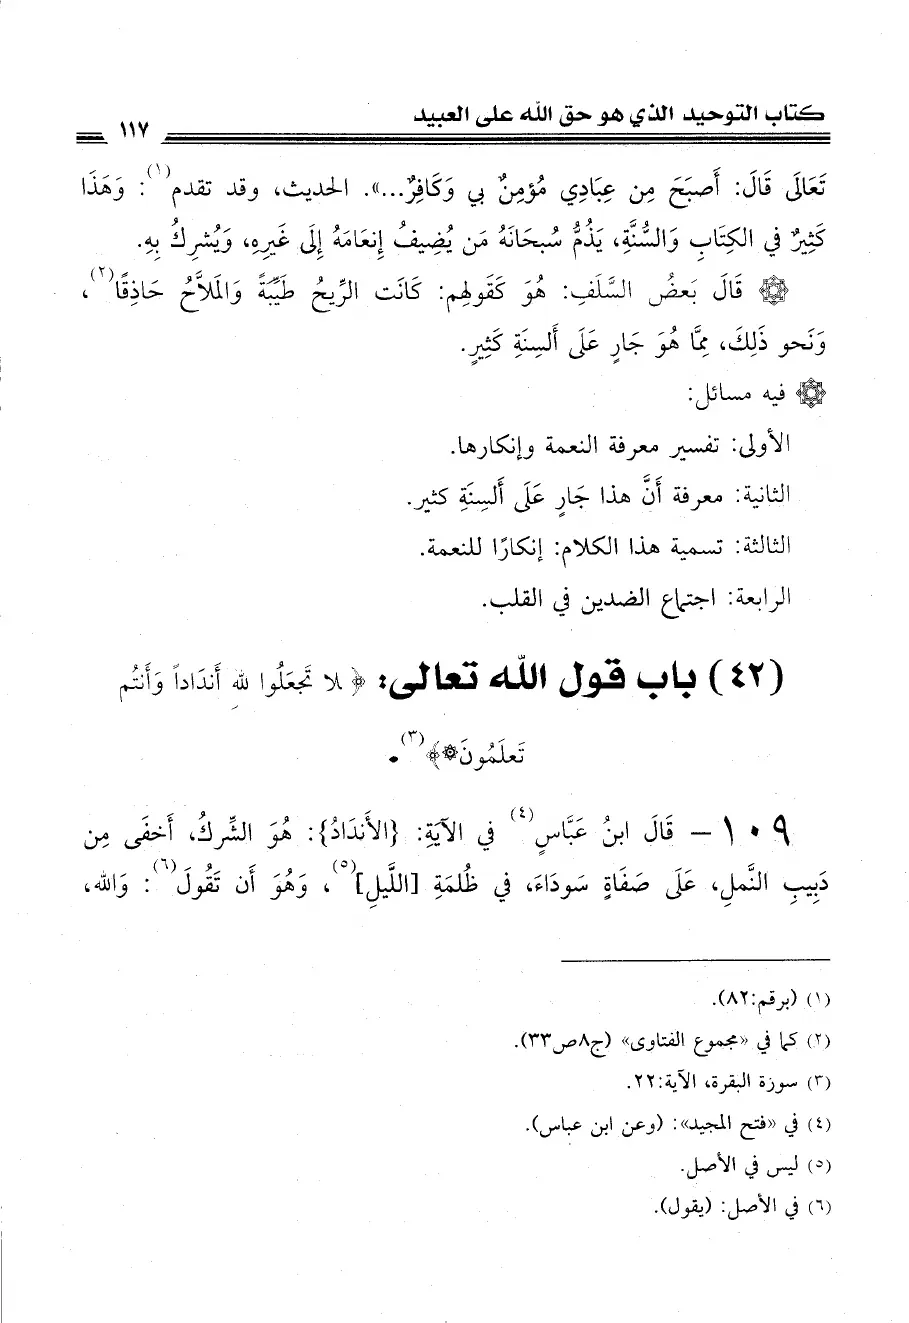 كتاب التوحيد الذي هو حق الله على العبيد
١١٧
تَعَالَى قَالَ: أَصبَحَ مِن عِبَادِي مُؤمِنٌ بي وَكَافِرٌ...». الحديث، وقد تقدم(١): وَهَذَا
كَثِيرٌ في الكِتَابِ وَالسُّنَّةِ، يَذُمُّ سُبحَانَهُ مَن يُضِيفُ إِنعَامَهُ إِلَى غَيرِهِ، وَيُشرِكُ بِهِ.
قَالَ بَعضُ السَّلَفِ: هُوَ كَقَولِهِم: كَانَت الرِّيحُ طَيِّبَةً وَالمَلاَّحُ حَاذِقًا(٢)،
وَنَحو ذَلِكَ، مِمَّا هُوَ جَارٍ عَلَى أَلسِنَةِ كَثِيرٍ.
فيه مسائل:
الأولى: تفسير معرفة النعمة وإنكارها.
الثانية: معرفة أَنَّ هذا جَارٍ عَلَى أَلسِنَةِ كثير.
الثالثة: تسمية هذا الكلام: إنكارًا للنعمة.
الرابعة: اجتماع الضدين في القلب.
(٤٢) باب قول الله تعالى: ﴿ لا تَجعَلُوا لله أَندَاداً وَأَنتُم
تَعلَمُونَ﴾(٣).
١٠٩ – قَالَ ابنُ عَبَّاسٍ(٤) في الآيَةِ: {الأَندَادُ}: هُوَ الشِّركُ، أَخفَى مِن
دَبِيبِ النَّملِ، عَلَى صَفَاةٍ سَودَاءَ، في ظُلمَةِ [اللَّيلِ](٥)، وَهُوَ أَن تَقُولَ(٦): وَالله،
(١) (برقم:٨٢).
(٢) كما في «مجموع الفتاوى» (ج٨ص٣٣).
(٣) سورة البقرة، الآية:٢٢.
(٤) في «فتح المجيد»: (وعن ابن عباس).
(٥) ليس في الأصل.
(٦) في الأصل: (يقول).